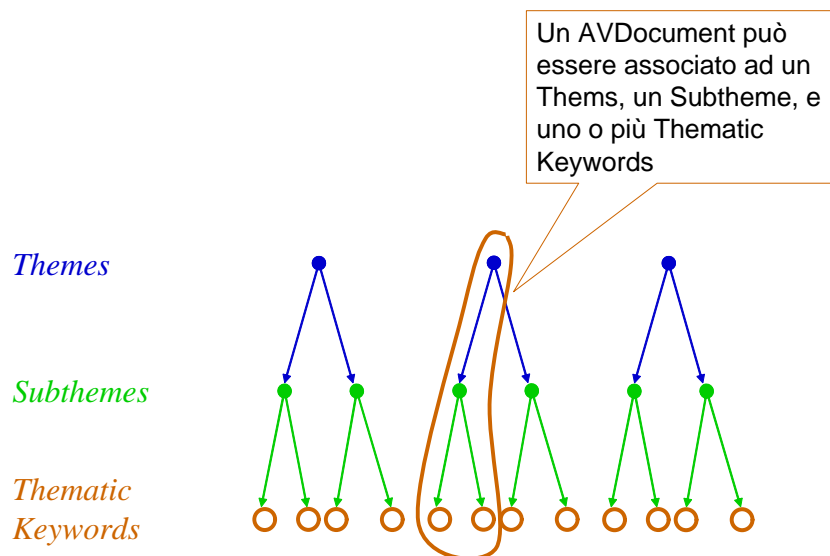 Un AVDocument può
essere associato ad un
Thems, un Subtheme, e
uno o più Thematic
Keywords
Themes
Subthemes
Thematic
Keywords